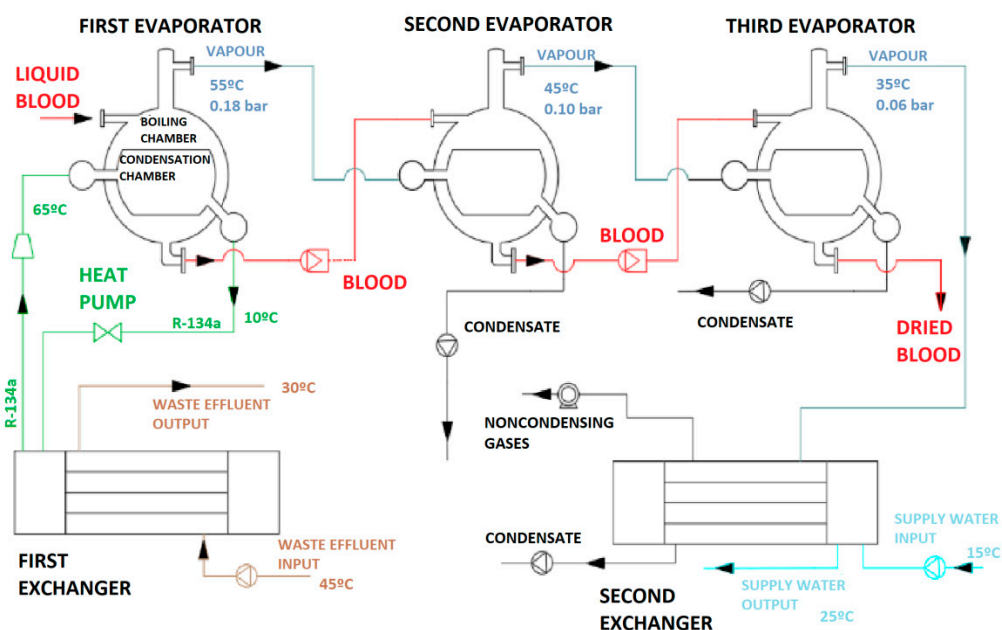 FIRST EVAPORATOR
SECOND EVAPORATOR
THIRD EVAPORATOR
VAPOUR
55ºC
0.18 bar
VAPOUR
45ºC
0.10 bar
VAPOUR
35ºC
0.06 bar
LIQUID
BLOOD
BOILING
CHAMBER
CONDENSATION
CHAMBER
65ºC
HEAT
PUMP
R-134a
10ºC
R-134a
BLOOD
BLOOD
CONDENSATE
CONDENSATE
DRIED
BLOOD
30ºC
WASTE EFFLUENT
OUTPUT
NONCONDENSING
GASES
FIRST
EXCHANGER
WASTE EFFLUENT
INPUT
45ºC
CONDENSATE
SECOND
EXCHANGER
SUPPLY WATER
OUTPUT
25ºC
SUPPLY WATER
INPUT
15ºC